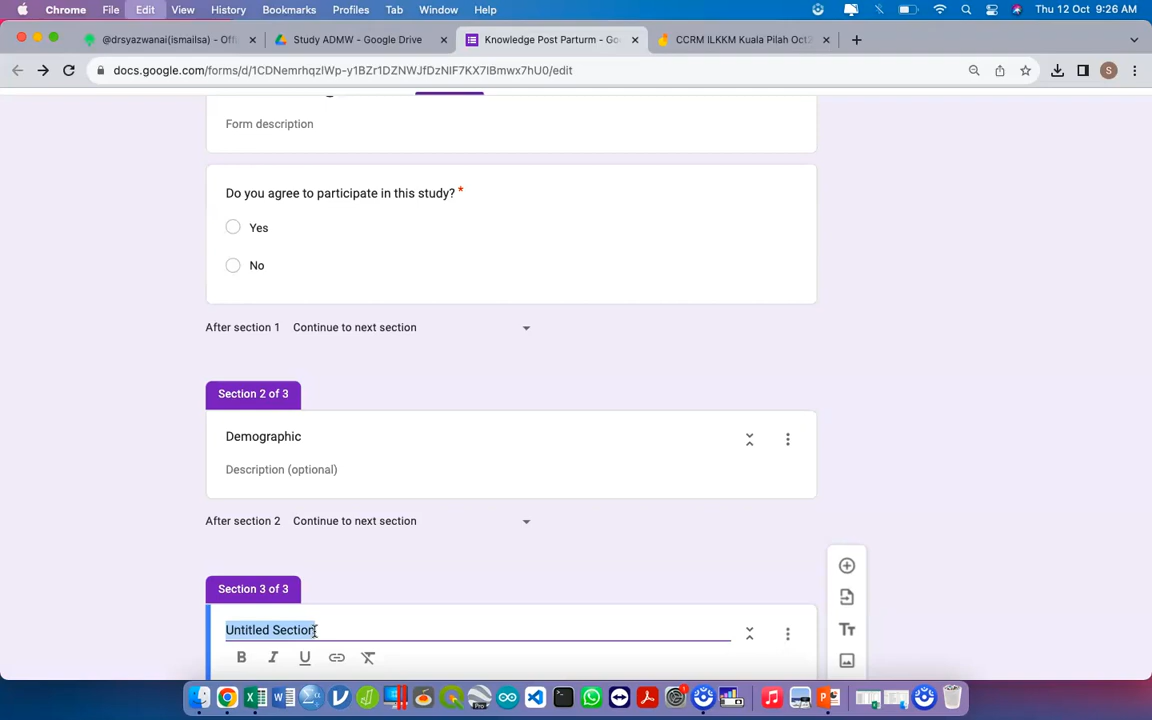 Chrome File Edit View History Bookmarks Profiles Tab Window Help Thu 12 Oct 9:26 AM
@drsyazwanai(ismailsa) - Off Study ADMW - Google Drive Knowledge Post Parturm - Go CCRM ILKKM Kuala Pilah Oct2
docs.google.com/forms/d/1CDNemrhqzIWp-y1BZr1DZNWJfDzNIF7KX7IBmwx7hU0/edit S
Form description
Do you agree to participate in this study? *
Yes
No
After section 1 Continue to next section
Section 2 of 3
Demographic
Description (optional)
After section 2 Continue to next section
Section 3 of 3
Untitled Section
B I U